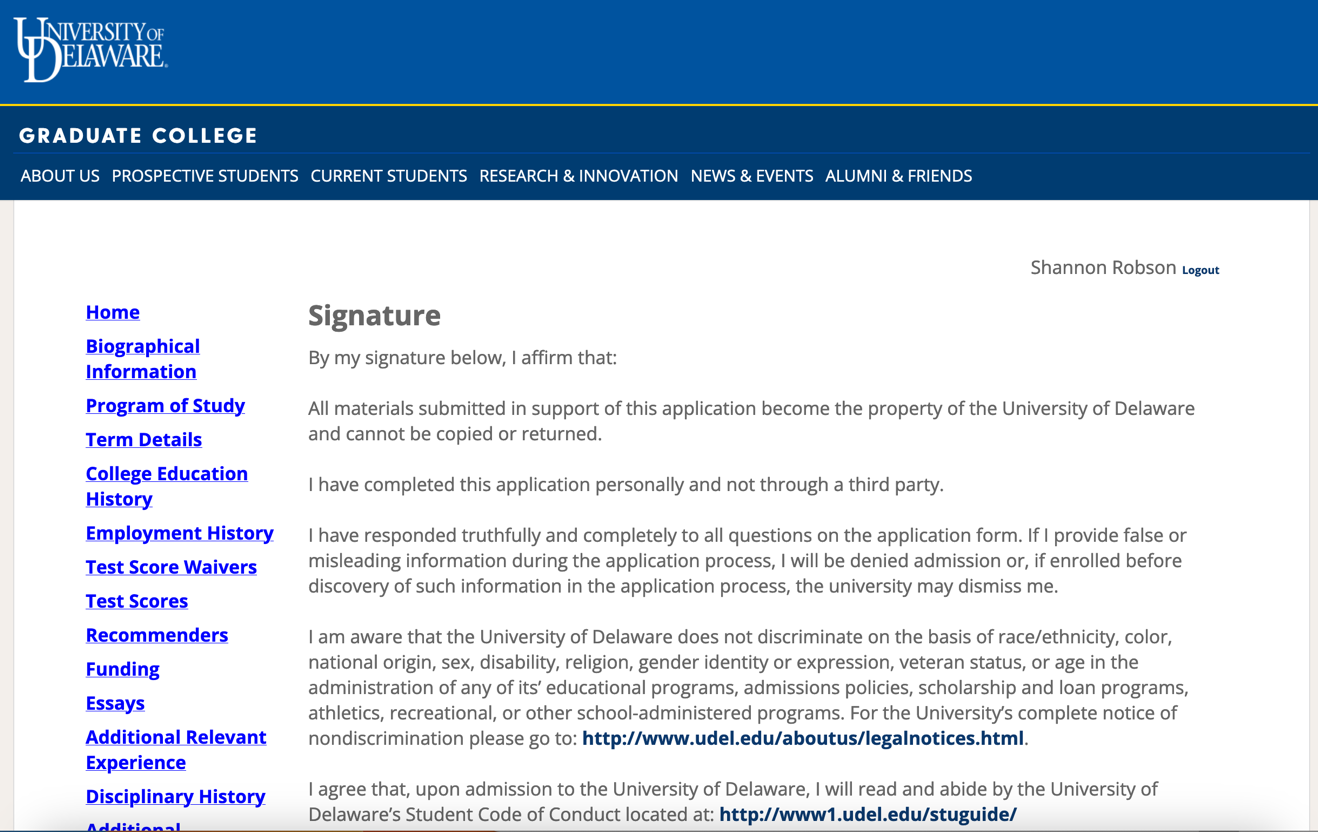 UNIVERSITY OF
DELAWARE.
GRADUATE COLLEGE
ABOUT US PROSPECTIVE STUDENTS CURRENT STUDENTS RESEARCH & INNOVATION NEWS & EVENTS ALUMNI & FRIENDS
Shannon Robson Logout
Home
Biographical
Information
Program of Study
Term Details
College Education
History
Employment History
Test Score Waivers
Test Scores
Recommenders
Funding
Essays
Additional Relevant
Experience
Disciplinary History
Additional
Signature
By my signature below, I affirm that:
All materials submitted in support of this application become the property of the University of Delaware
and cannot be copied or returned.
I have completed this application personally and not through a third party.
I have responded truthfully and completely to all questions on the application form. If I provide false or
misleading information during the application process, I will be denied admission or, if enrolled before
discovery of such information in the application process, the university may dismiss me.
I am aware that the University of Delaware does not discriminate on the basis of race/ethnicity, color,
national origin, sex, disability, religion, gender identity or expression, veteran status, or age in the
administration of any of its’ educational programs, admissions policies, scholarship and loan programs,
athletics, recreational, or other school-administered programs. For the University’s complete notice of
nondiscrimination please go to: http://www.udel.edu/aboutus/legalnotices.html.
I agree that, upon admission to the University of Delaware, I will read and abide by the University of
Delaware’s Student Code of Conduct located at: http://www1.udel.edu/stuguide/